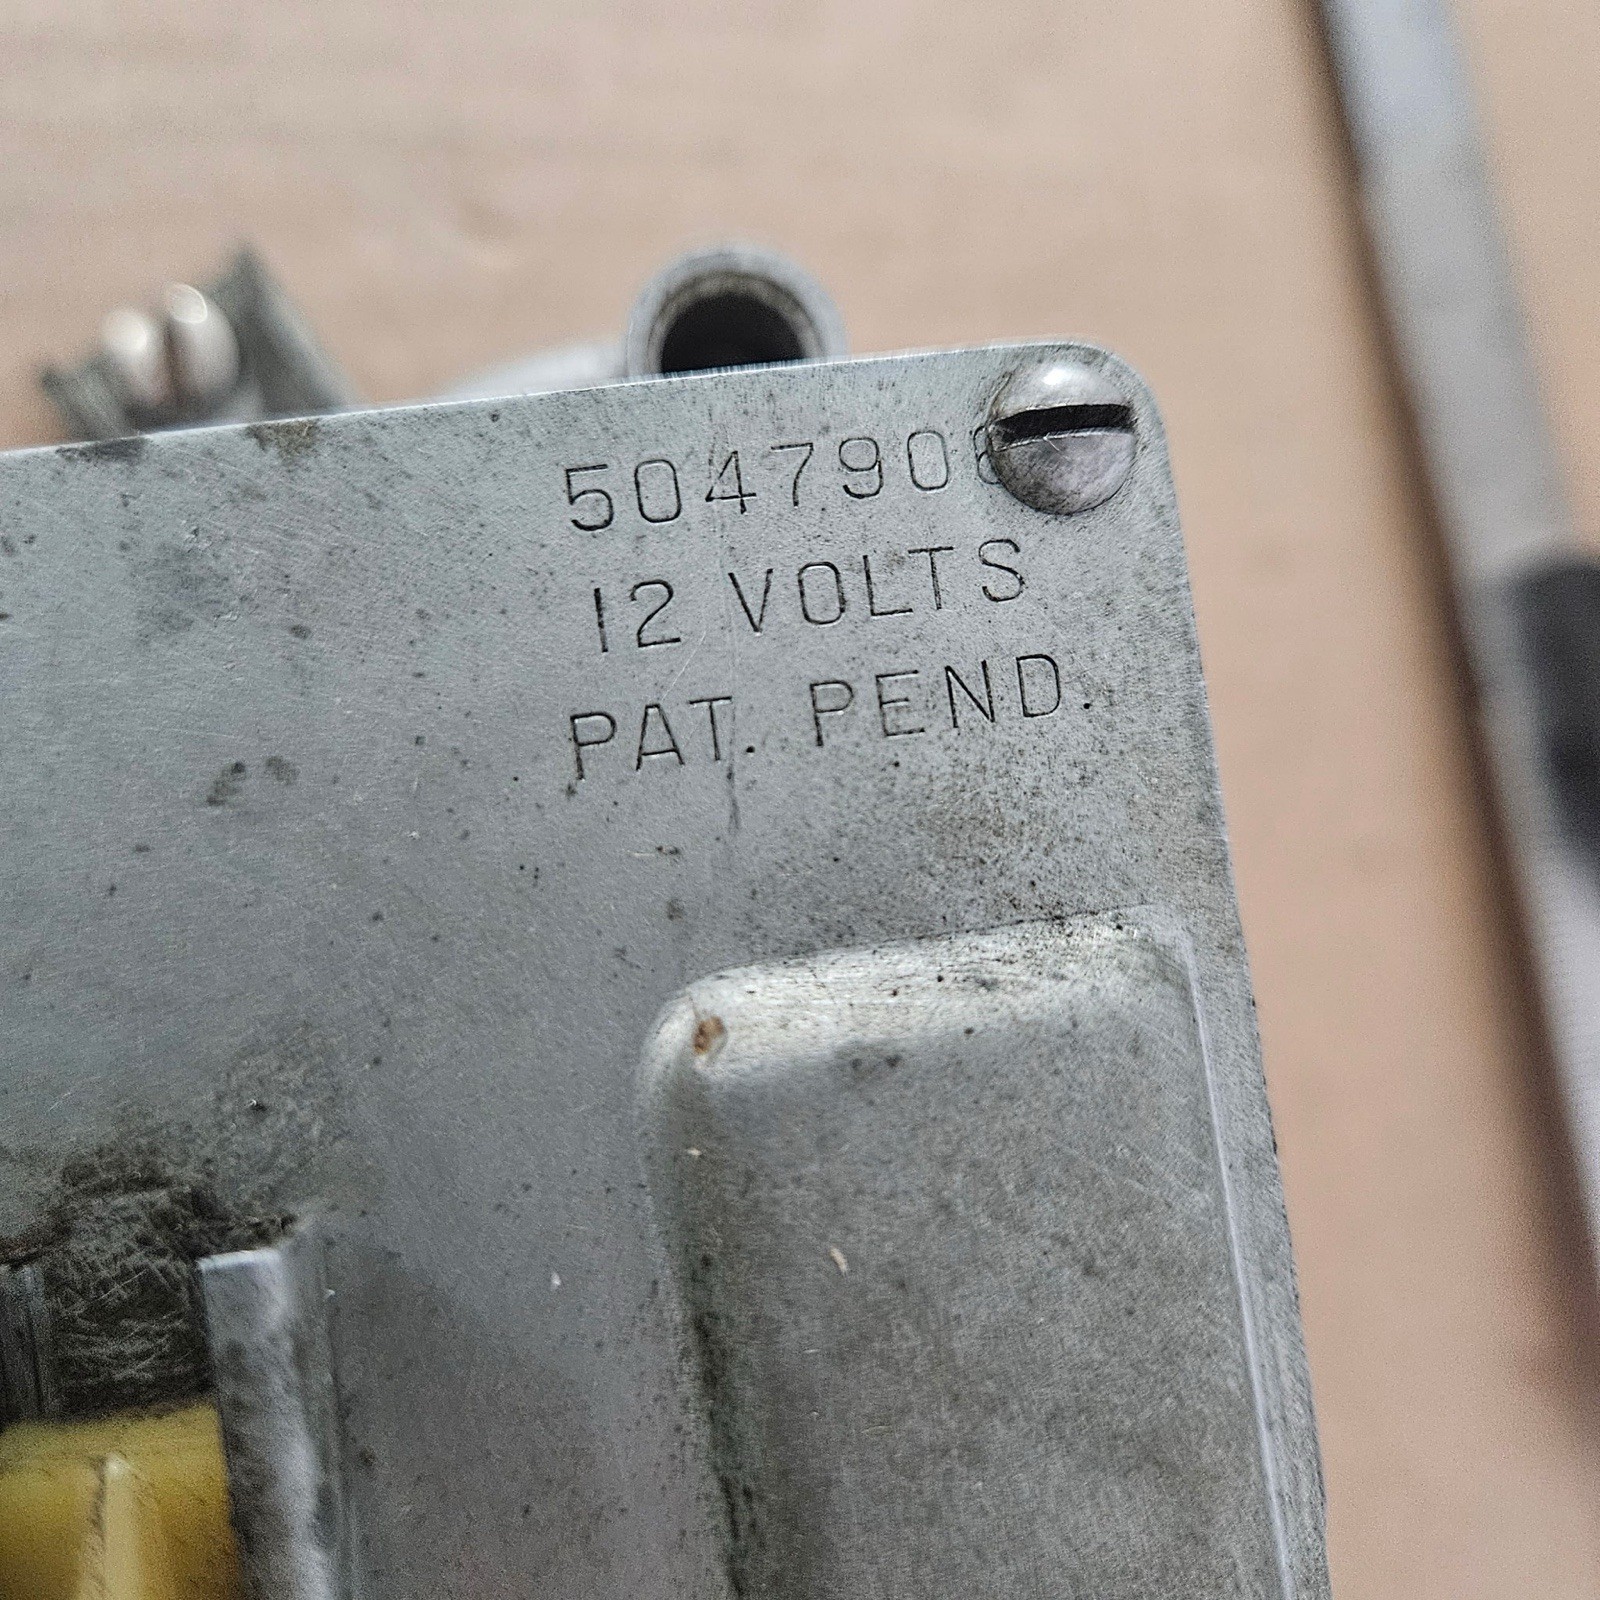 504790
12 VOLTS
PAT. PEND.